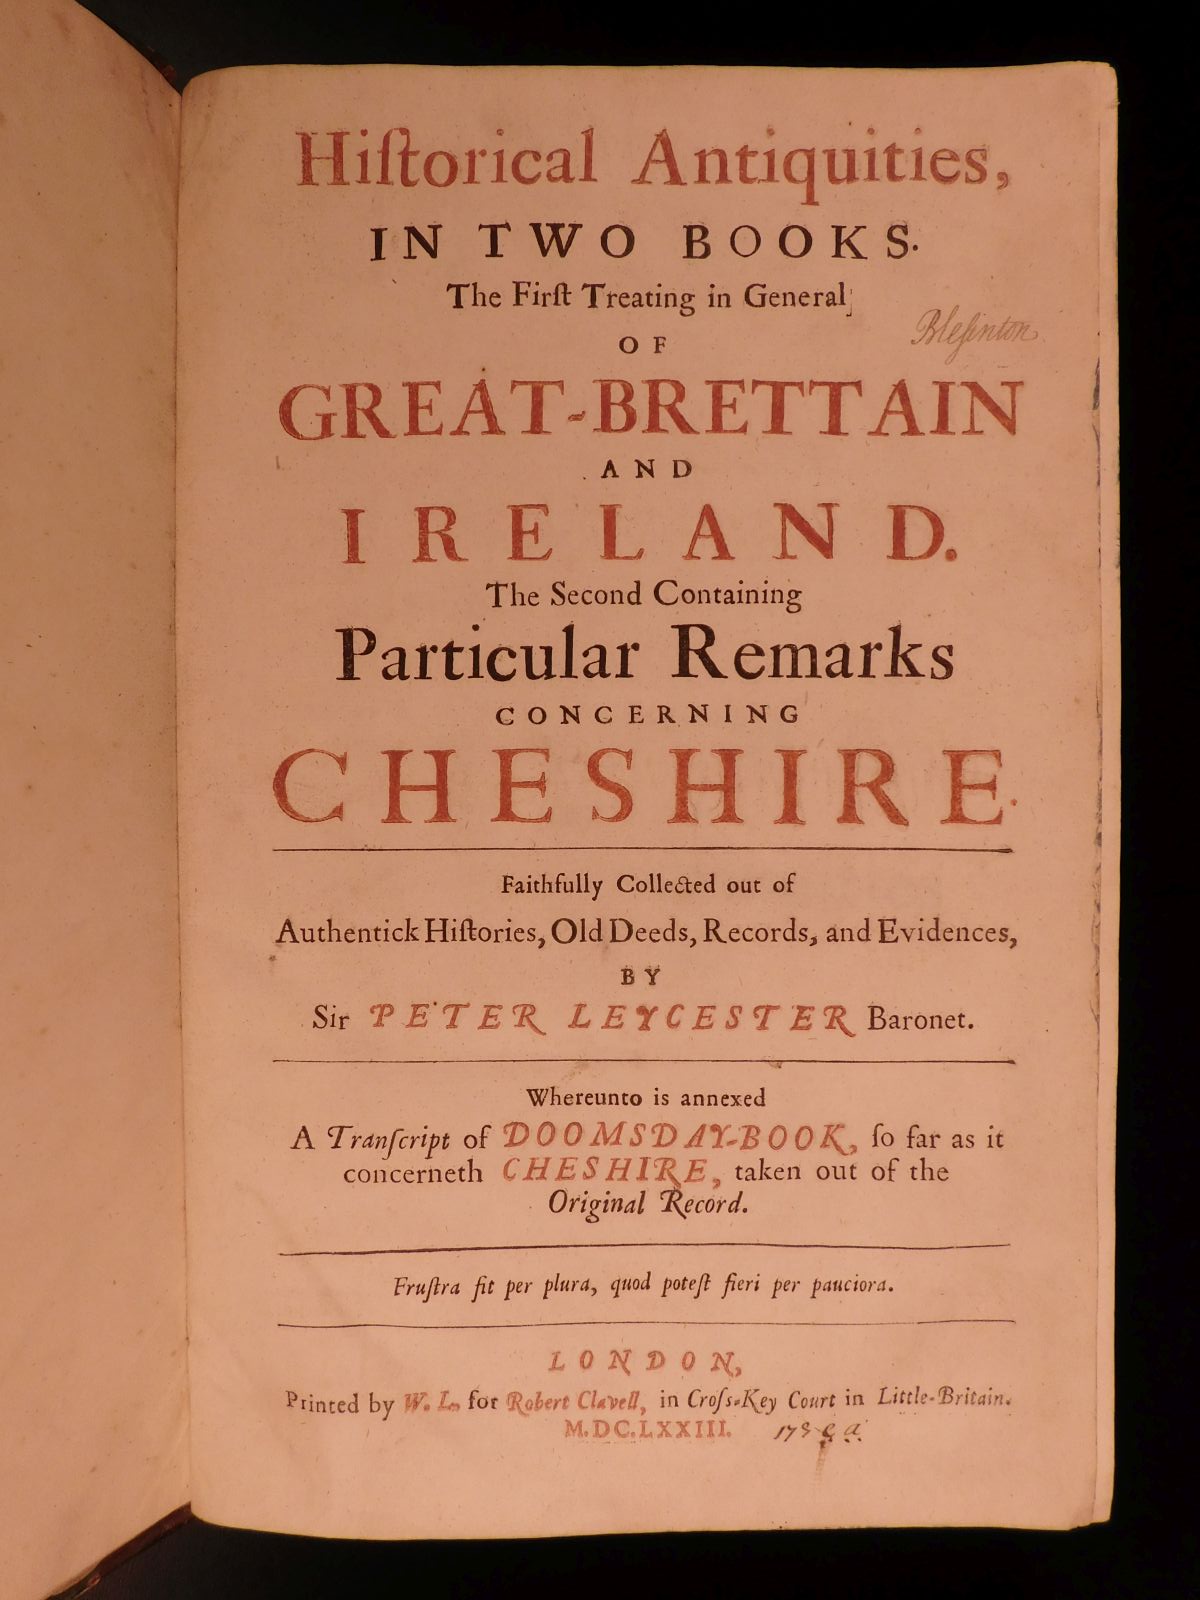 Hiſtorical Antiquities,
IN TWO BOOKS.
The Firſt Treating in General
OF
Bleſinton
GREAT-BRETTAIN
AND
IRELAND.
The Second Containing
Particular Remarks
CONCERNING
CHESHIRE.
Faithfully Collected out of
Authentick Hiſtories, Old Deeds, Records, and Evidences,
BY
Sir PETER LEYCESTER Baronet.
Whereunto is annexed
A Tranſcript of DOOMSDAY-BOOK, ſo far as it
concerneth CHESHIRE, taken out of the
Original Record.
Fruſtra fit per plura, quod poteſt fieri per pauciora.
LONDON,
Printed by W. L. for Robert Clavell, in Croſs-Key Court in Little-Britain.
M.DC.LXXIII.